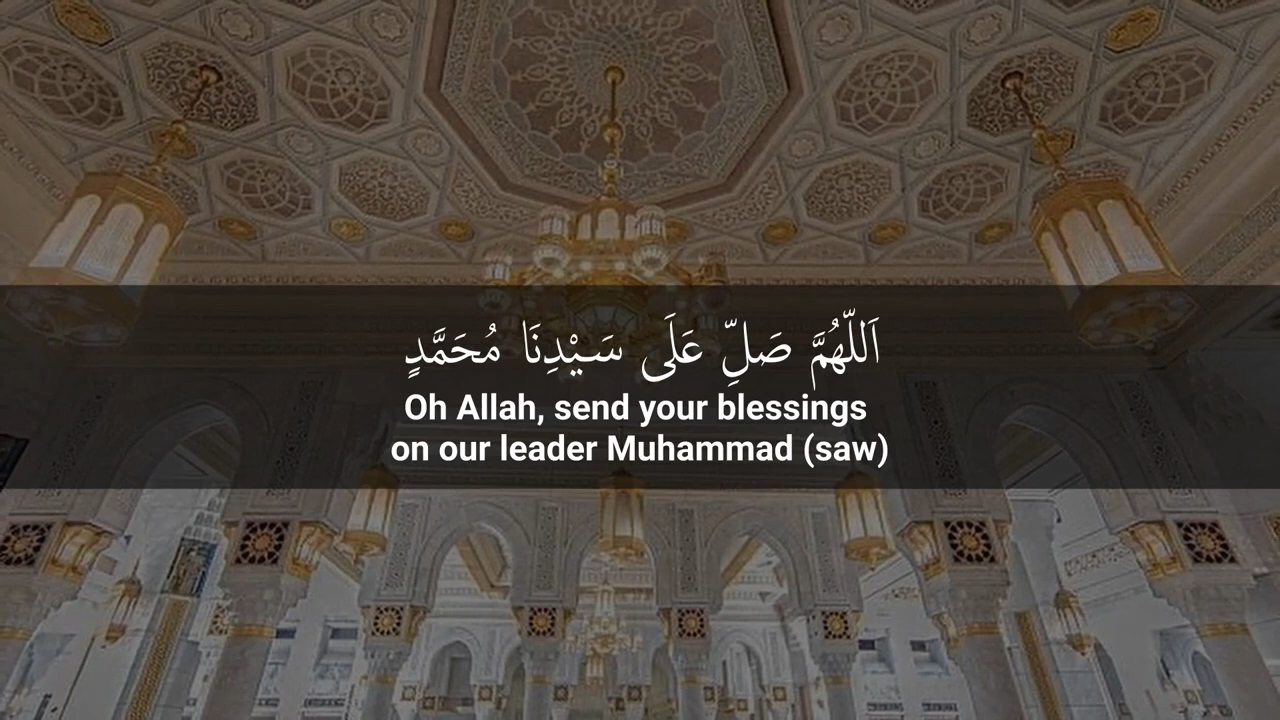 اَللّٰهُمَّ صَلِّ عَلَى سَيْدِنَا مُحَمَّدٍ
Oh Allah, send your blessings
on our leader Muhammad (saw)